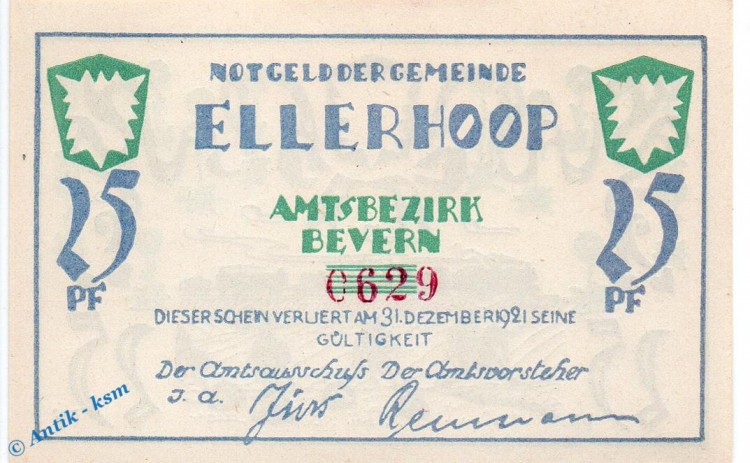 NOTGELD DER GEMEINDE
ELLERHOOP
25
PF
25
PF
AMTSBEZIRK
BEVERN
0629
DIESER SCHEIN VERLIERT AM 31. DEZEMBER 1921 SEINE
GÜLTIGKEIT
Der Amtsausschuß Der Amtsvorsteher
J. A.
© Antik - ksm